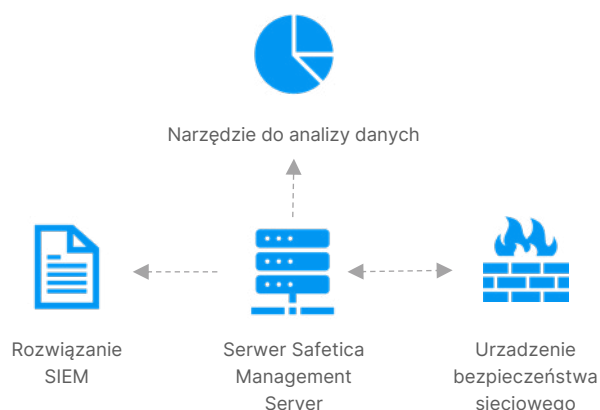 Narzędzie do analizy danych
Rozwiązanie
SIEM
Serwer Safetica
Management
Server
Urzadzenie
bezpieczeństwa
sieciowego